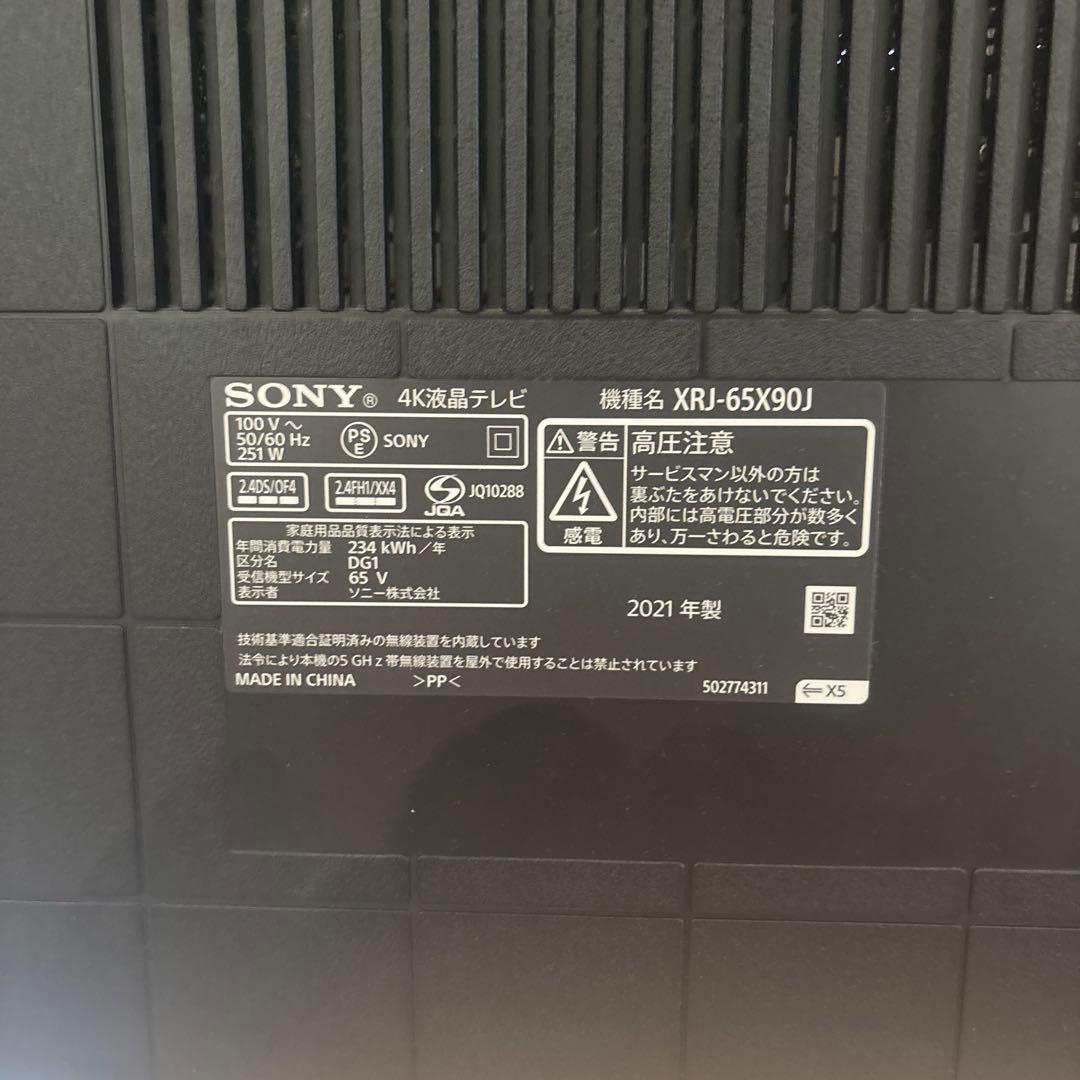 SONY® 4K液晶テレビ 機種名 XRJ-65X90J
100 V ～
50/60 Hz
251 W
PSE SONY
2.4DS/OF4
2.4FH1/XX4
JQA JQ10288
家庭用品品質表示法による表示
年間消費電力量 234 kWh／年
区分名 DG1
受信機型サイズ 65 V
表示者 ソニー株式会社
警告 高圧注意
感電
サービスマン以外の方は
裏ぶたをあけないでください。
内部には高電圧部分が数多く
あり、万一さわると危険です。
2021 年製
技術基準適合証明済みの無線装置を内蔵しています
法令により本機の5 GHz 帯無線装置を屋外で使用することは禁止されています
MADE IN CHINA >PP<
502774311
X5